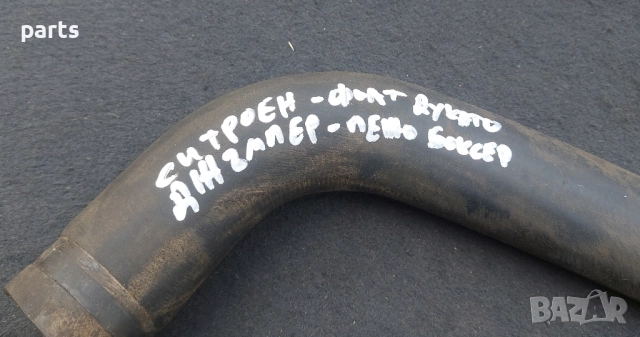 parts
СИТРОЕН - ФИАТ ДУКАТО
ДЖЪМПЕР - ПЕЖО БОКСЕР
BAZAR